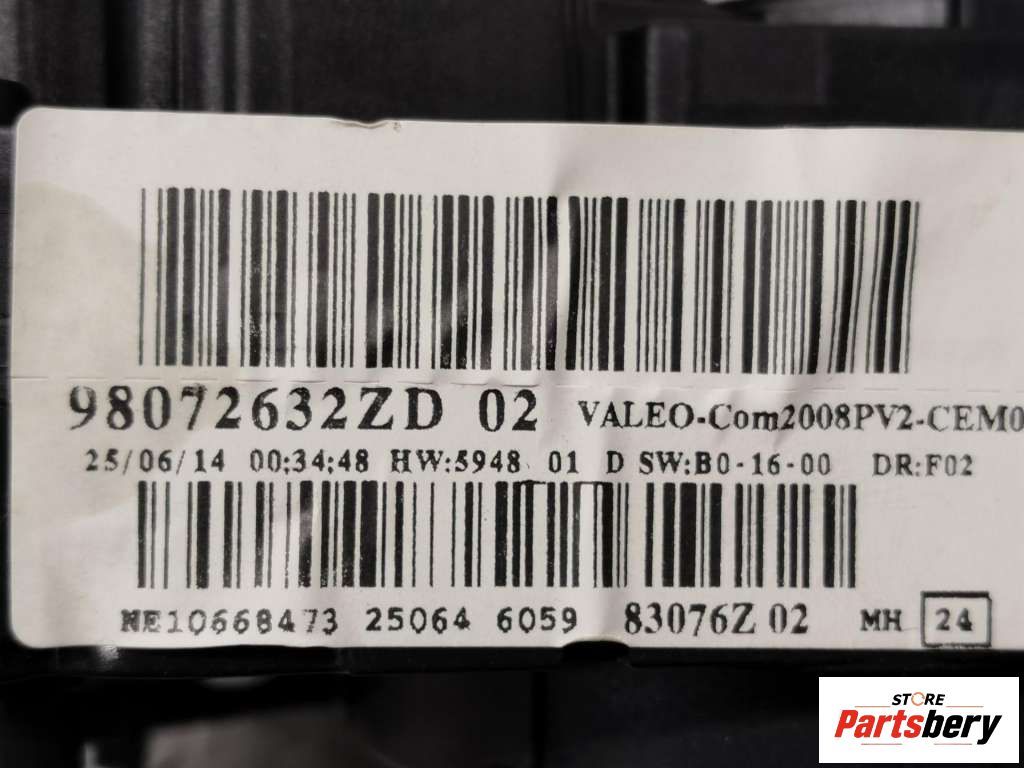 98072632ZD 02 VALEO-Com2008PV2-CEM0
25/06/14 00:34:48 HW:5948 01 D SW:B0-16-00 DR:F02
NE10668473 25064 6059 83076Z 02 MH 24
STORE
Partsbery